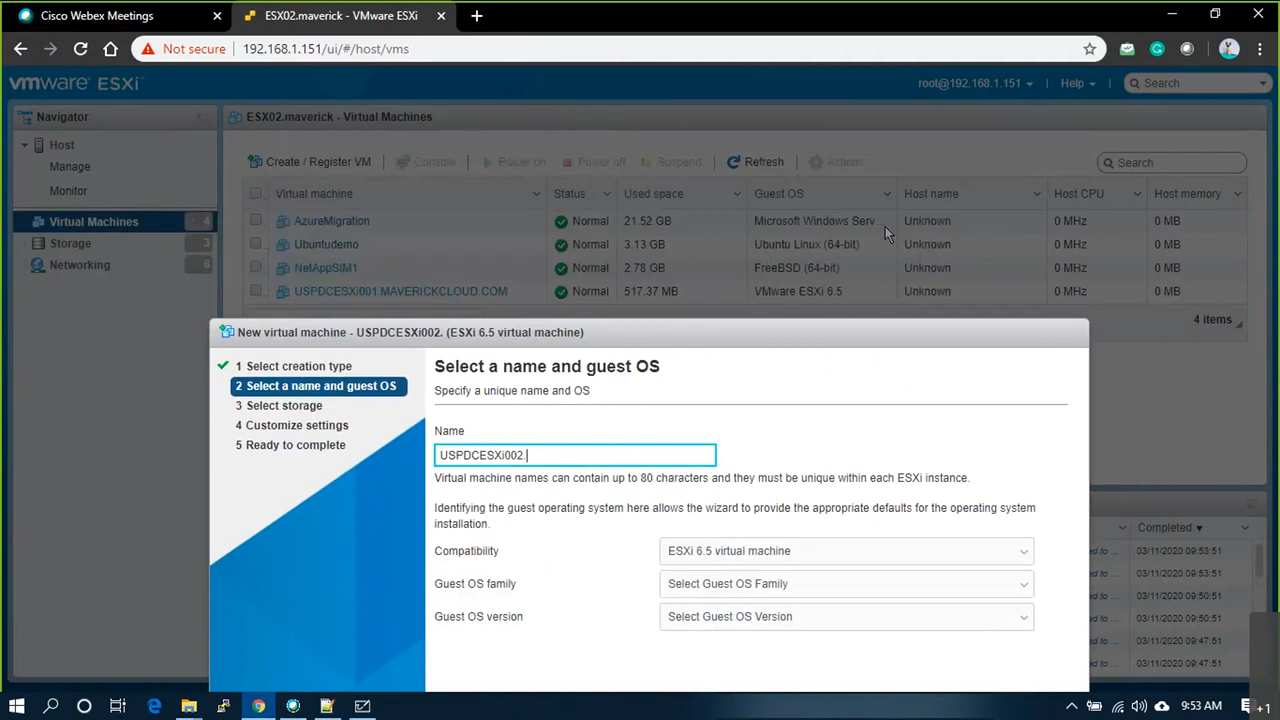 Cisco Webex Meetings
ESX02.maverick - VMware ESXi
Not secure
192.168.1.151/ui/#/host/vms
vmware ESXi™
root@192.168.1.151
Help
Search
Navigator
ESX02.maverick - Virtual Machines
Host
Manage
Monitor
Virtual Machines 4
Storage 3
Networking 6
Create / Register VM
Console
Power on
Power off
Suspend
Refresh
Actions
Search
Virtual machine Status Used space Guest OS Host name Host CPU Host memory
AzureMigration Normal 21.52 GB Microsoft Windows Serv Unknown 0 MHz 0 MB
Ubuntudemo Normal 3.13 GB Ubuntu Linux (64-bit) Unknown 0 MHz 0 MB
NetAppSIM1 Normal 2.78 GB FreeBSD (64-bit) Unknown 0 MHz 0 MB
USPDCESXi001.MAVERICKCLOUD.COM Normal 517.37 MB VMware ESXi 6.5 Unknown 0 MHz 0 MB
4 items
New virtual machine - USPDCESXi002. (ESXi 6.5 virtual machine)
1 Select creation type
2 Select a name and guest OS
3 Select storage
4 Customize settings
5 Ready to complete
Select a name and guest OS
Specify a unique name and OS
Name
USPDCESXi002.
Virtual machine names can contain up to 80 characters and they must be unique within each ESXi instance.
Identifying the guest operating system here allows the wizard to provide the appropriate defaults for the operating system
installation.
Compatibility ESXi 6.5 virtual machine
Guest OS family Select Guest OS Family
Guest OS version Select Guest OS Version
Completed
ed to ... 03/11/2020 09:53:51
ed to ... 03/11/2020 09:53:51
ed to ... 03/11/2020 09:50:51
ed to ... 03/11/2020 09:50:51
ed to ... 03/11/2020 09:47:51
ed to ... 03/11/2020 09:47:51
9:53 AM
+1